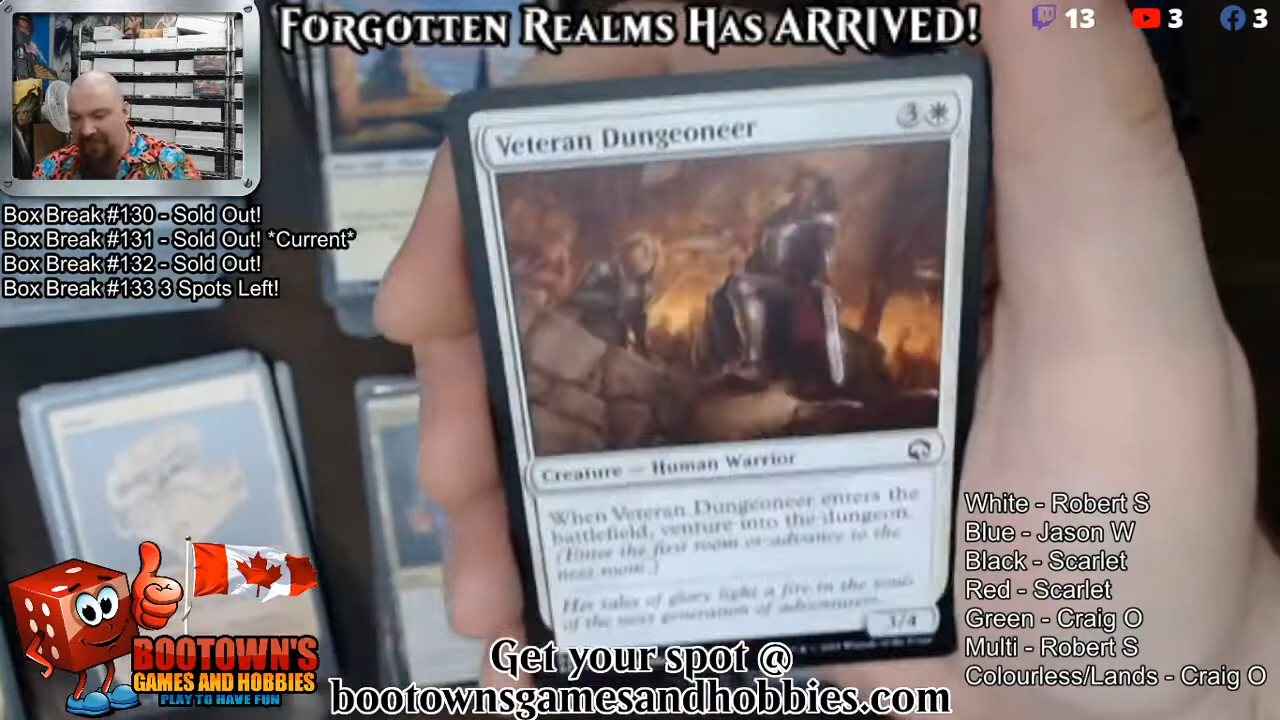 Forgotten Realms Has ARRIVED!
13
3
3
Box Break #130 - Sold Out!
Box Break #131 - Sold Out! *Current*
Box Break #132 - Sold Out!
Box Break #133 3 Spots Left!
Veteran Dungeoneer
3
Creature — Human Warrior
When Veteran Dungeoneer enters the
battlefield, venture into the dungeon.
(Enter the first room or advance to the
next room.)
Her tales of glory light a fire in the souls
of the next generation of adventurers.
3/4
White - Robert S
Blue - Jason W
Black - Scarlet
Red - Scarlet
Green - Craig O
Multi - Robert S
Colourless/Lands - Craig O
BOOTOWN'S
GAMES AND HOBBIES
PLAY TO HAVE FUN
Get your spot @
bootownsgamesandhobbies.com